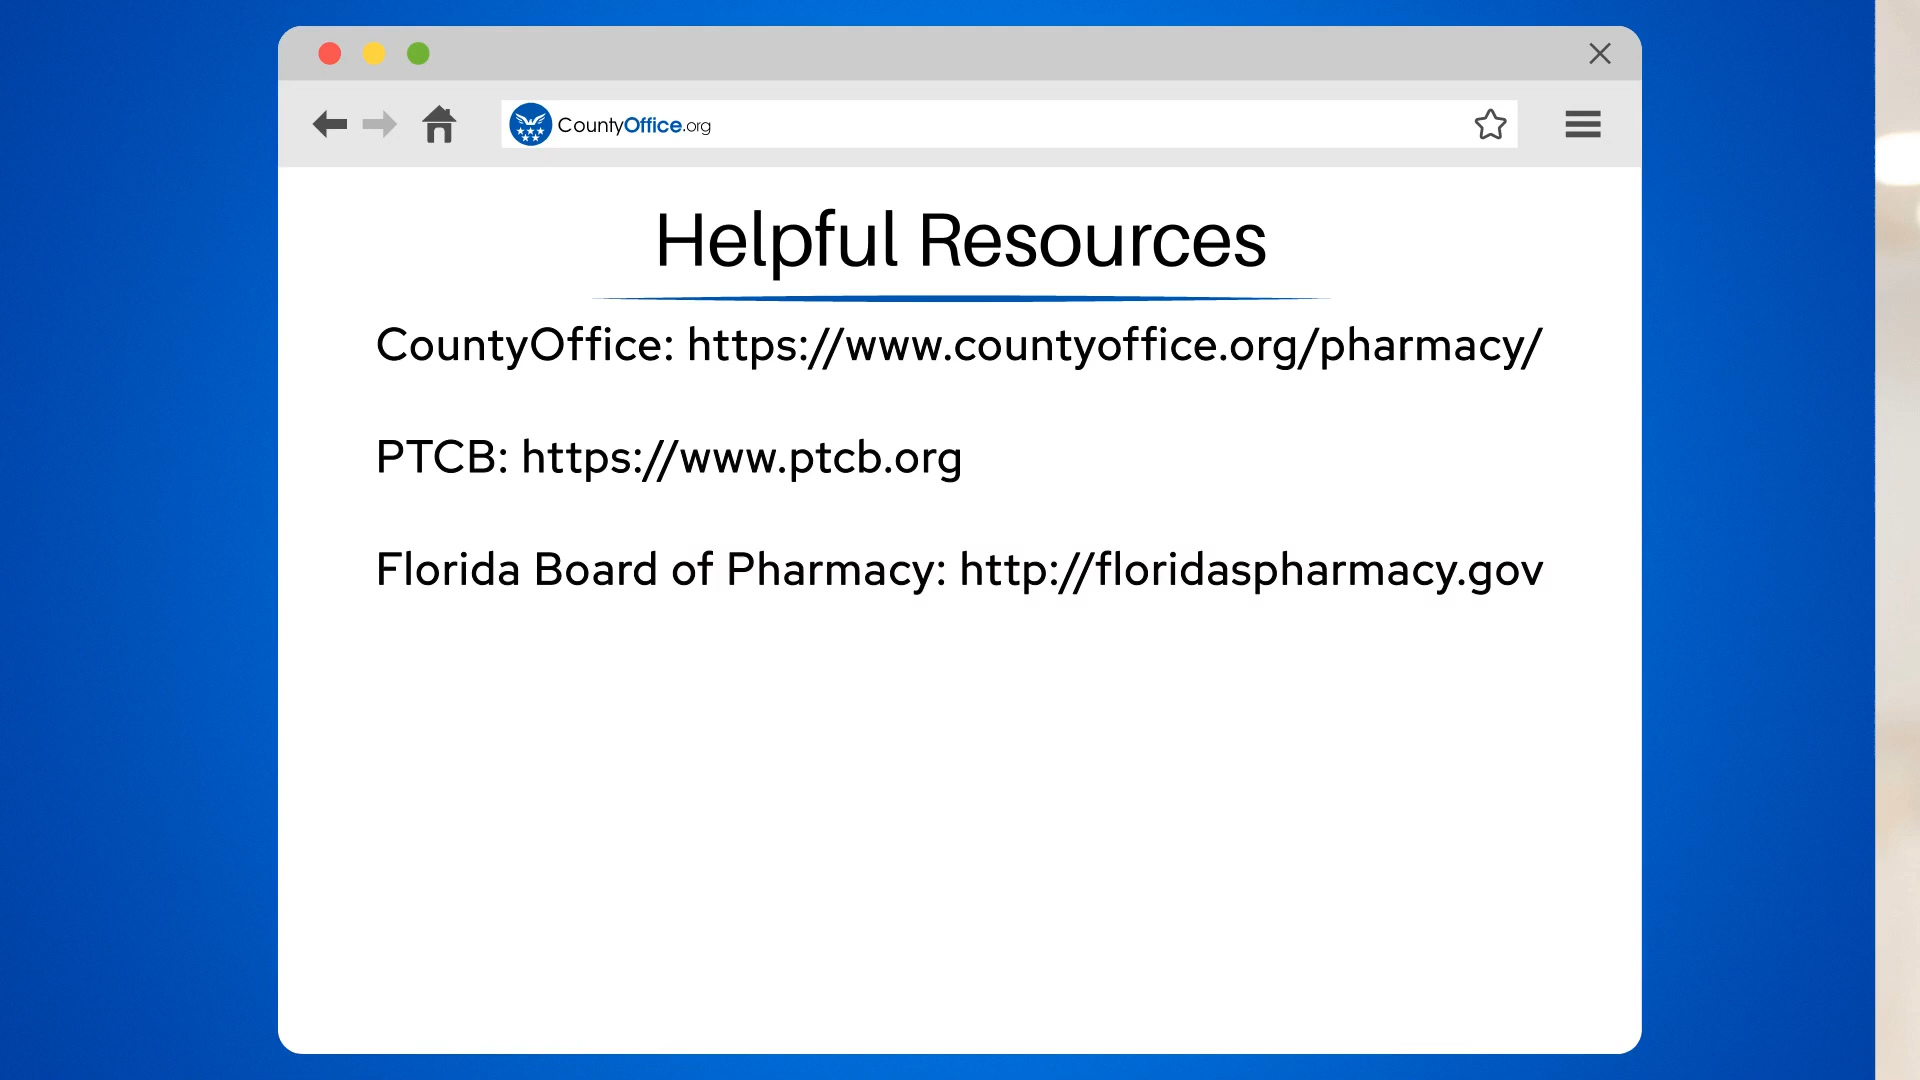 CountyOffice.org
Helpful Resources
CountyOffice: https://www.countyoffice.org/pharmacy/
PTCB: https://www.ptcb.org
Florida Board of Pharmacy: http://floridaspharmacy.gov